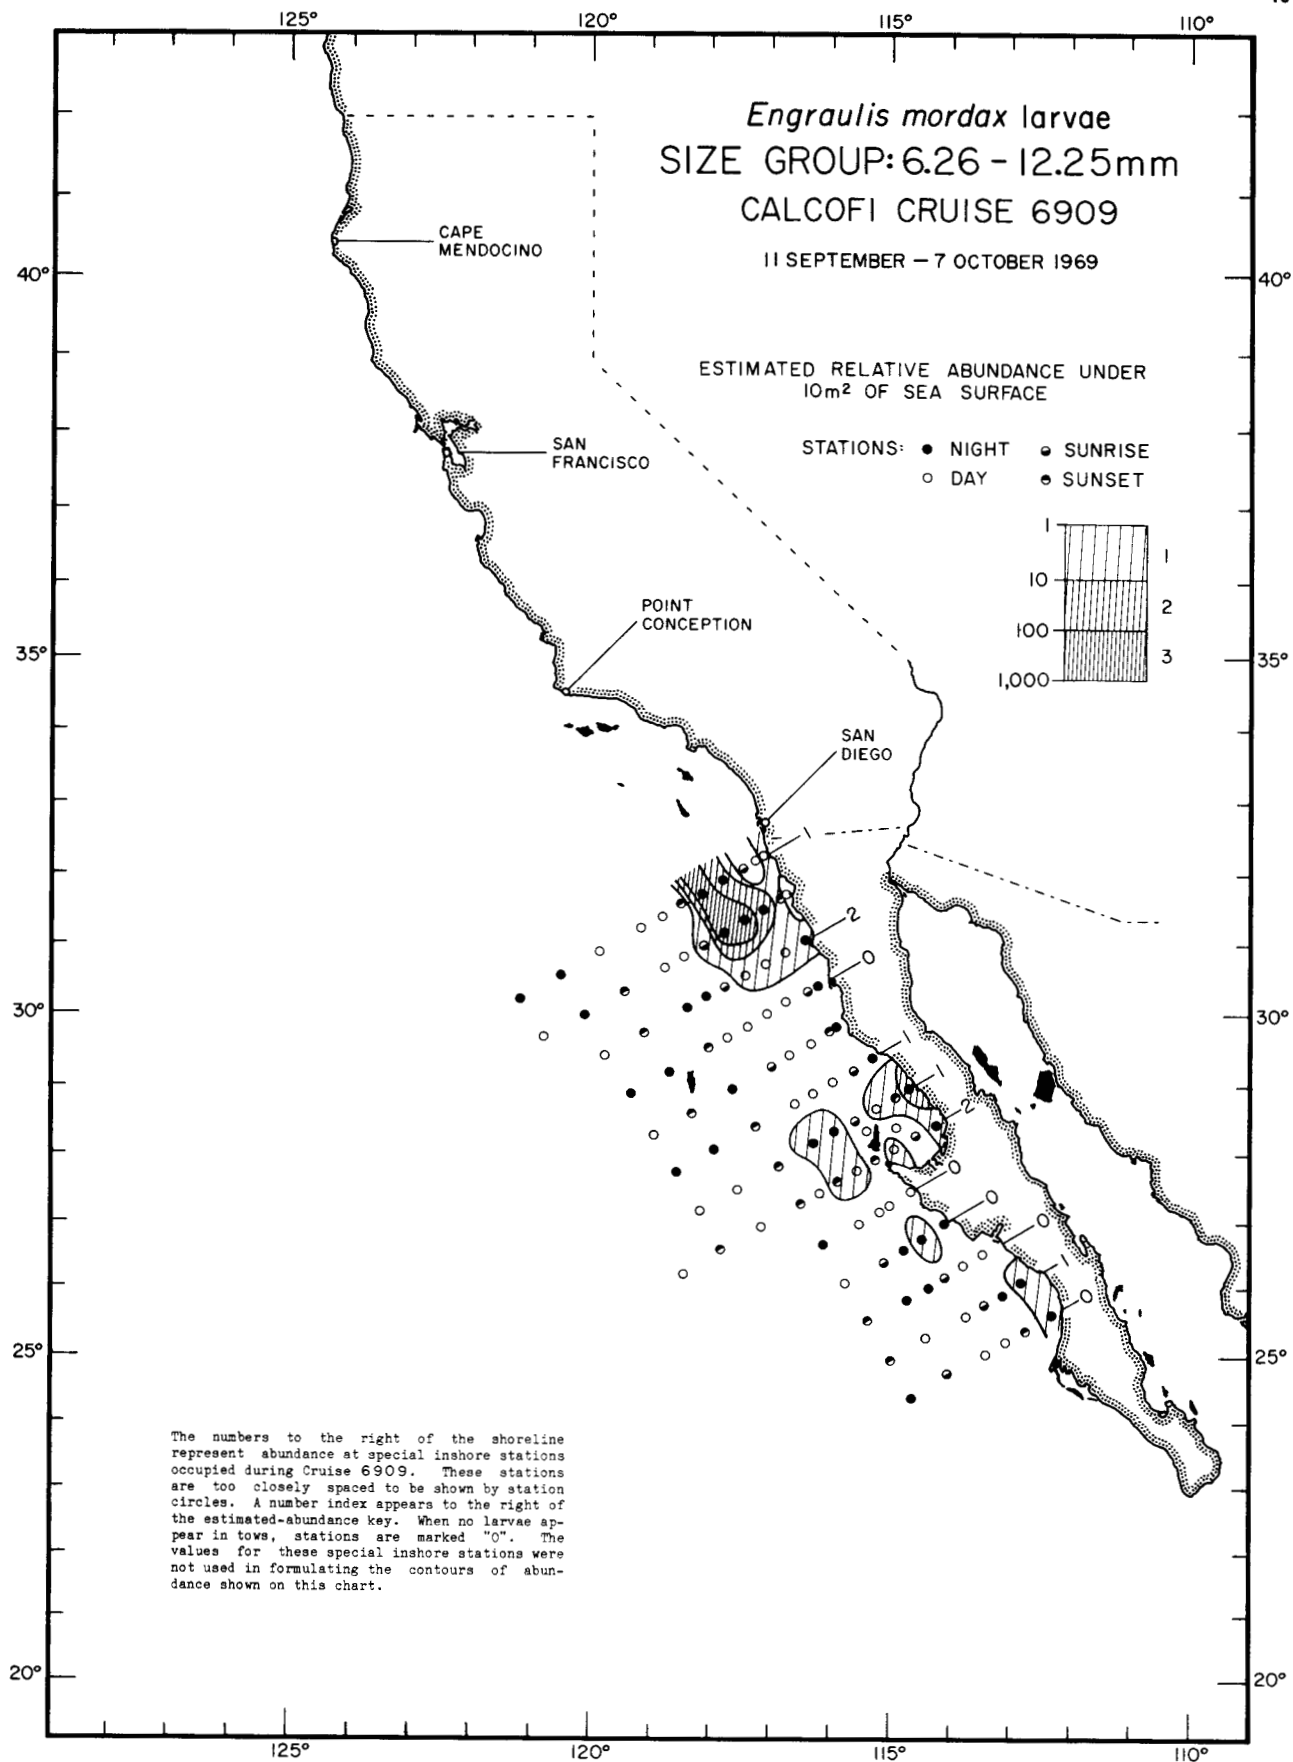 125° 120° 115° 110°
Engraulis mordax larvae
SIZE GROUP: 6.26 - 12.25mm
CALCOFI CRUISE 6909
11 SEPTEMBER - 7 OCTOBER 1969
CAPE
MENDOCINO
40° 40°
ESTIMATED RELATIVE ABUNDANCE UNDER
10m² OF SEA SURFACE
STATIONS: ● NIGHT SUNRISE
○ DAY SUNSET
SAN
FRANCISCO
1
1
10
2
100
3
1,000
POINT
CONCEPTION
35° 35°
SAN
DIEGO
1
2
0
30° 30°
1
1
2
0
0
0
1
0
25° 25°
The numbers to the right of the shoreline
represent abundance at special inshore stations
occupied during Cruise 6909. These stations
are too closely spaced to be shown by station
circles. A number index appears to the right of
the estimated-abundance key. When no larvae ap-
pear in tows, stations are marked "0". The
values for these special inshore stations were
not used in formulating the contours of abun-
dance shown on this chart.
20° 20°
125° 120° 115° 110°